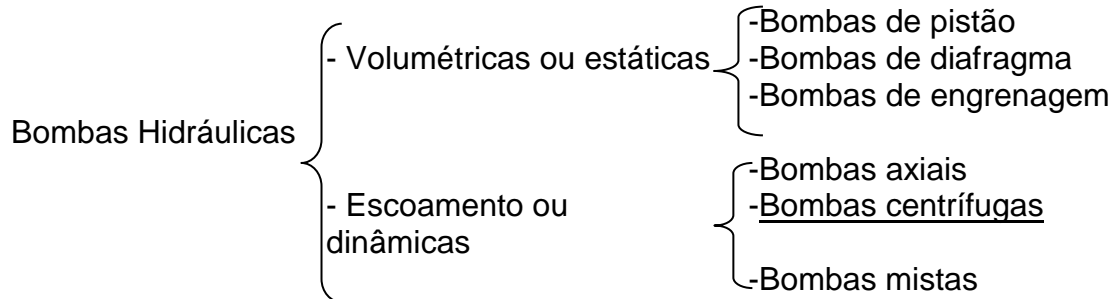 Bombas Hidráulicas
- Volumétricas ou estáticas
-Bombas de pistão
-Bombas de diafragma
-Bombas de engrenagem
- Escoamento ou
dinâmicas
-Bombas axiais
-Bombas centrífugas
-Bombas mistas